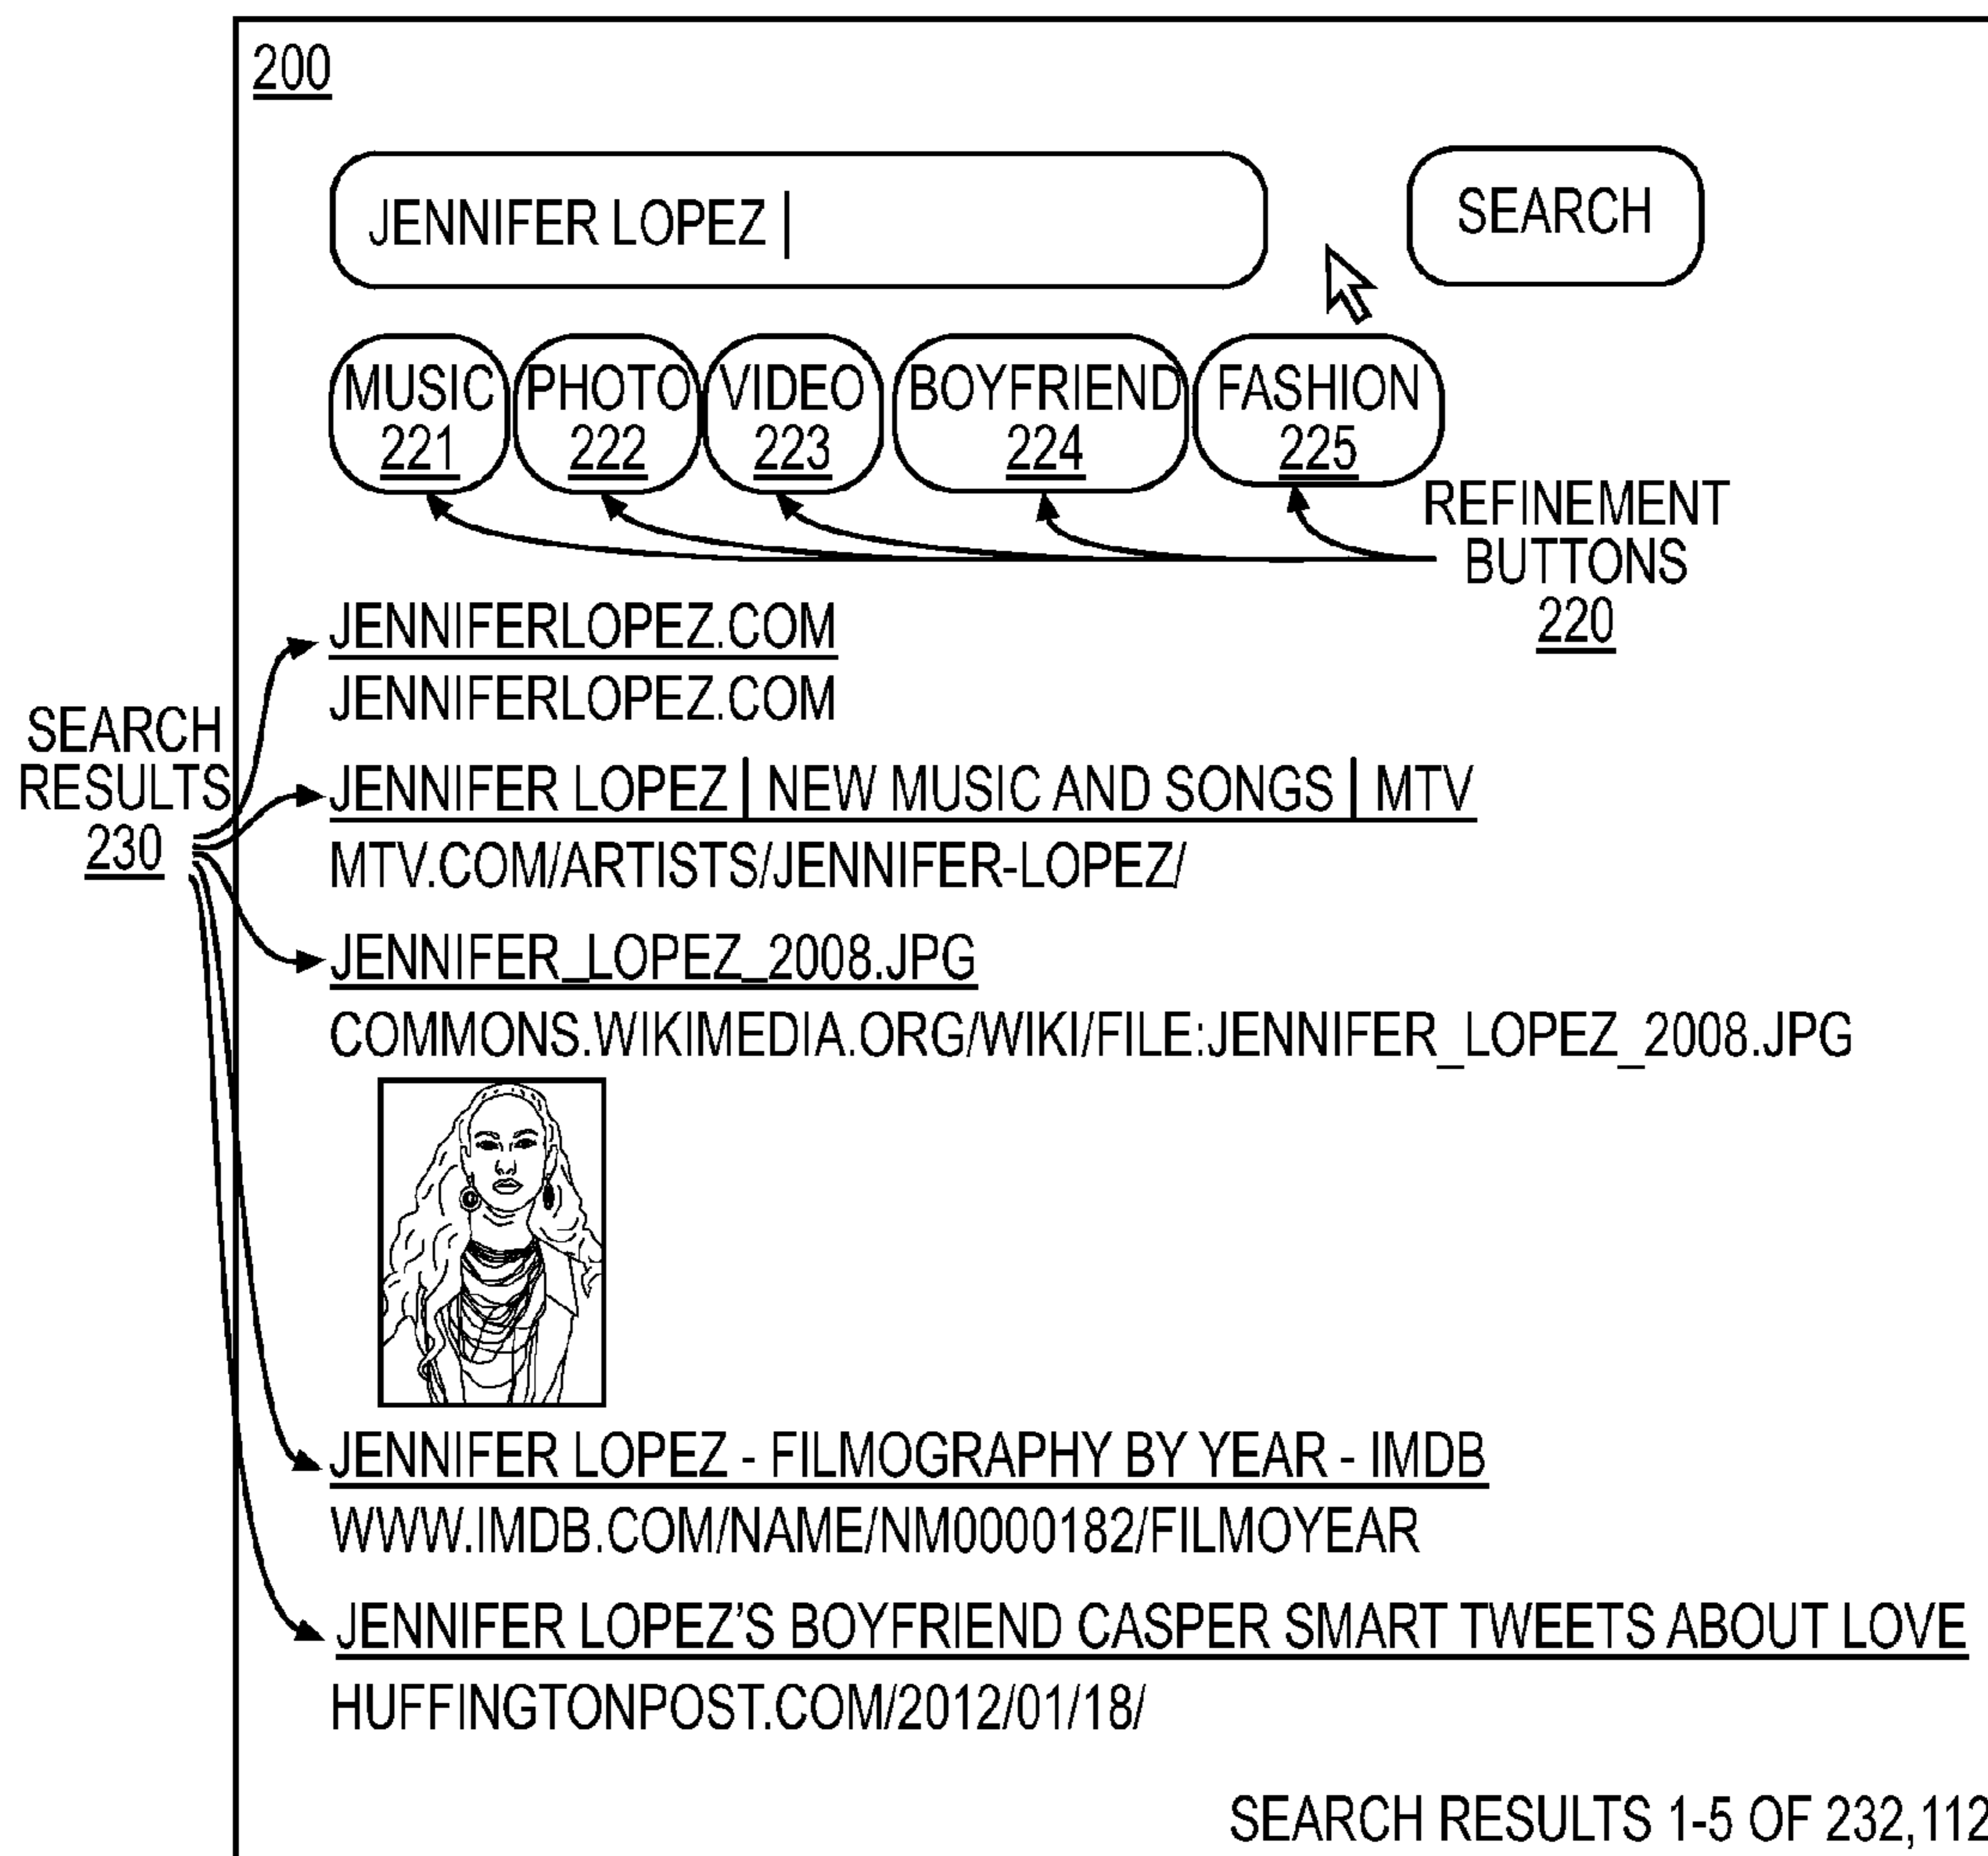 200
JENNIFER LOPEZ
SEARCH
MUSIC
221
PHOTO
222
VIDEO
223
BOYFRIEND
224
FASHION
225
REFINEMENT
BUTTONS
220
SEARCH
RESULTS
230
JENNIFERLOPEZ.COM
JENNIFERLOPEZ.COM
JENNIFER LOPEZ | NEW MUSIC AND SONGS | MTV
MTV.COM/ARTISTS/JENNIFER-LOPEZ/
JENNIFER_LOPEZ_2008.JPG
COMMONS.WIKIMEDIA.ORG/WIKI/FILE:JENNIFER_LOPEZ_2008.JPG
JENNIFER LOPEZ - FILMOGRAPHY BY YEAR - IMDB
WWW.IMDB.COM/NAME/NM0000182/FILMOYEAR
JENNIFER LOPEZ'S BOYFRIEND CASPER SMART TWEETS ABOUT LOVE
HUFFINGTONPOST.COM/2012/01/18/
SEARCH RESULTS 1-5 OF 232,112